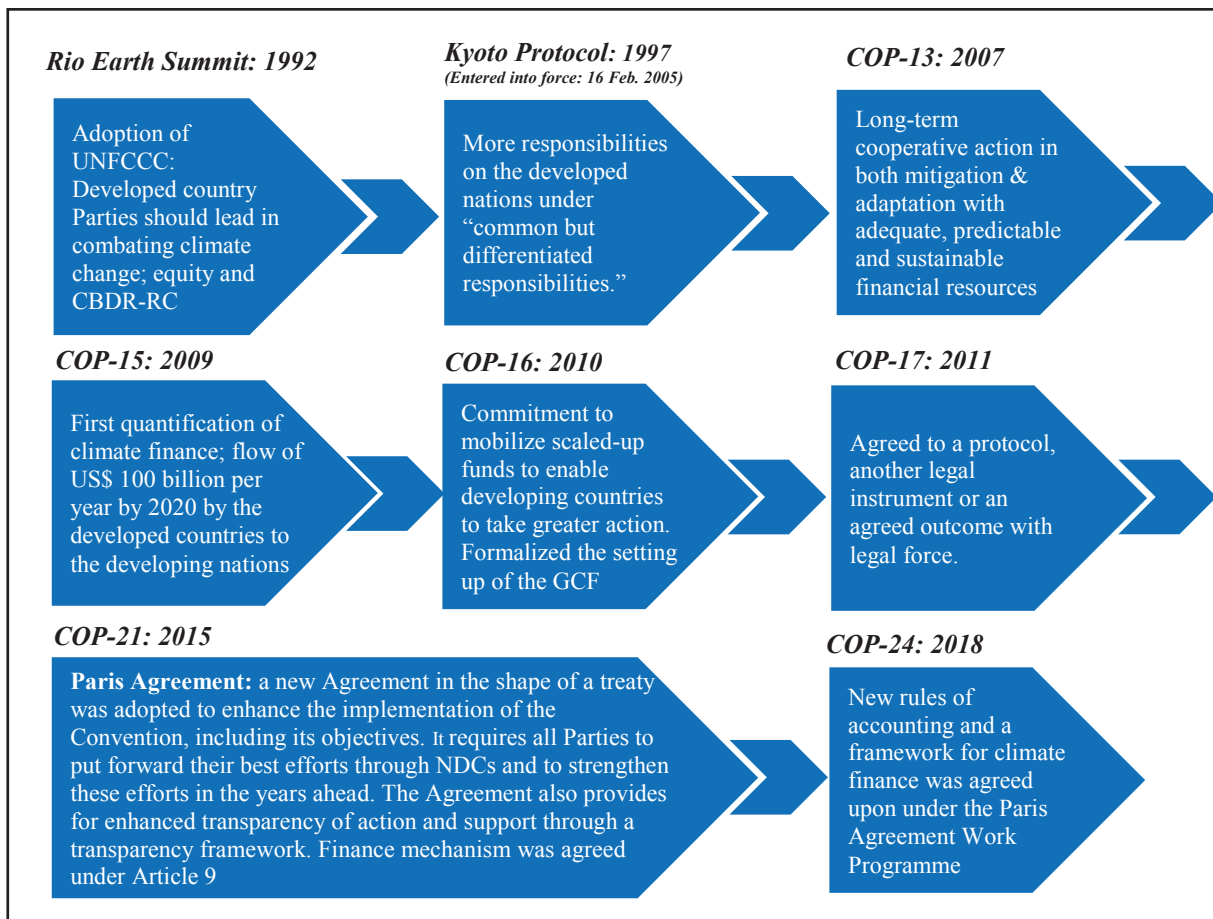 Rio Earth Summit: 1992
Adoption of
UNFCCC:
Developed country
Parties should lead in
combating climate
change; equity and
CBDR-RC
Kyoto Protocol: 1997
(Entered into force: 16 Feb. 2005)
More responsibilities
on the developed
nations under
“common but
differentiated
responsibilities.”
COP-13: 2007
Long-term
cooperative action in
both mitigation &
adaptation with
adequate, predictable
and sustainable
financial resources
COP-15: 2009
First quantification of
climate finance; flow of
US$ 100 billion per
year by 2020 by the
developed countries to
the developing nations
COP-16: 2010
Commitment to
mobilize scaled-up
funds to enable
developing countries
to take greater action.
Formalized the setting
up of the GCF
COP-17: 2011
Agreed to a protocol,
another legal
instrument or an
agreed outcome with
legal force.
COP-21: 2015
Paris Agreement: a new Agreement in the shape of a treaty
was adopted to enhance the implementation of the
Convention, including its objectives. It requires all Parties to
put forward their best efforts through NDCs and to strengthen
these efforts in the years ahead. The Agreement also provides
for enhanced transparency of action and support through a
transparency framework. Finance mechanism was agreed
under Article 9
COP-24: 2018
New rules of
accounting and a
framework for climate
finance was agreed
upon under the Paris
Agreement Work
Programme